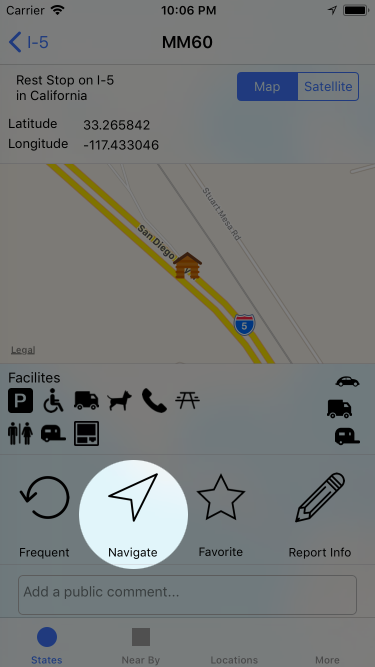 Carrier 10:06 PM
I-5 MM60
Rest Stop on I-5
in California
Map Satellite
Latitude 33.265842
Longitude -117.433046
Stuart Mesa Rd
San Diego
5
Legal
Facilites
P
Frequent Navigate Favorite Report Info
Add a public comment...
States Near By Locations More